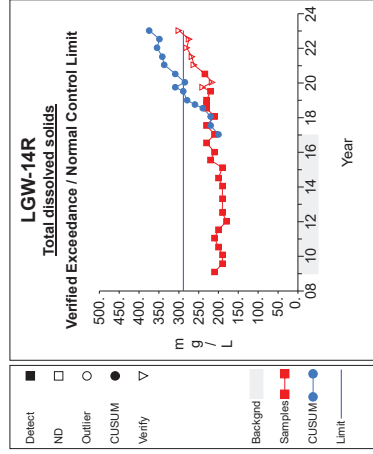 LGW-14R
Total dissolved solids
Verified Exceedance / Normal Control Limit
500.
450.
400.
350.
300.
250.
200.
150.
100.
50.
0.
mg/L
08 10 12 14 16 18 20 22 24
Year
Detect
ND
Outlier
CUSUM
Verify
Backgnd
Samples
CUSUM
Limit